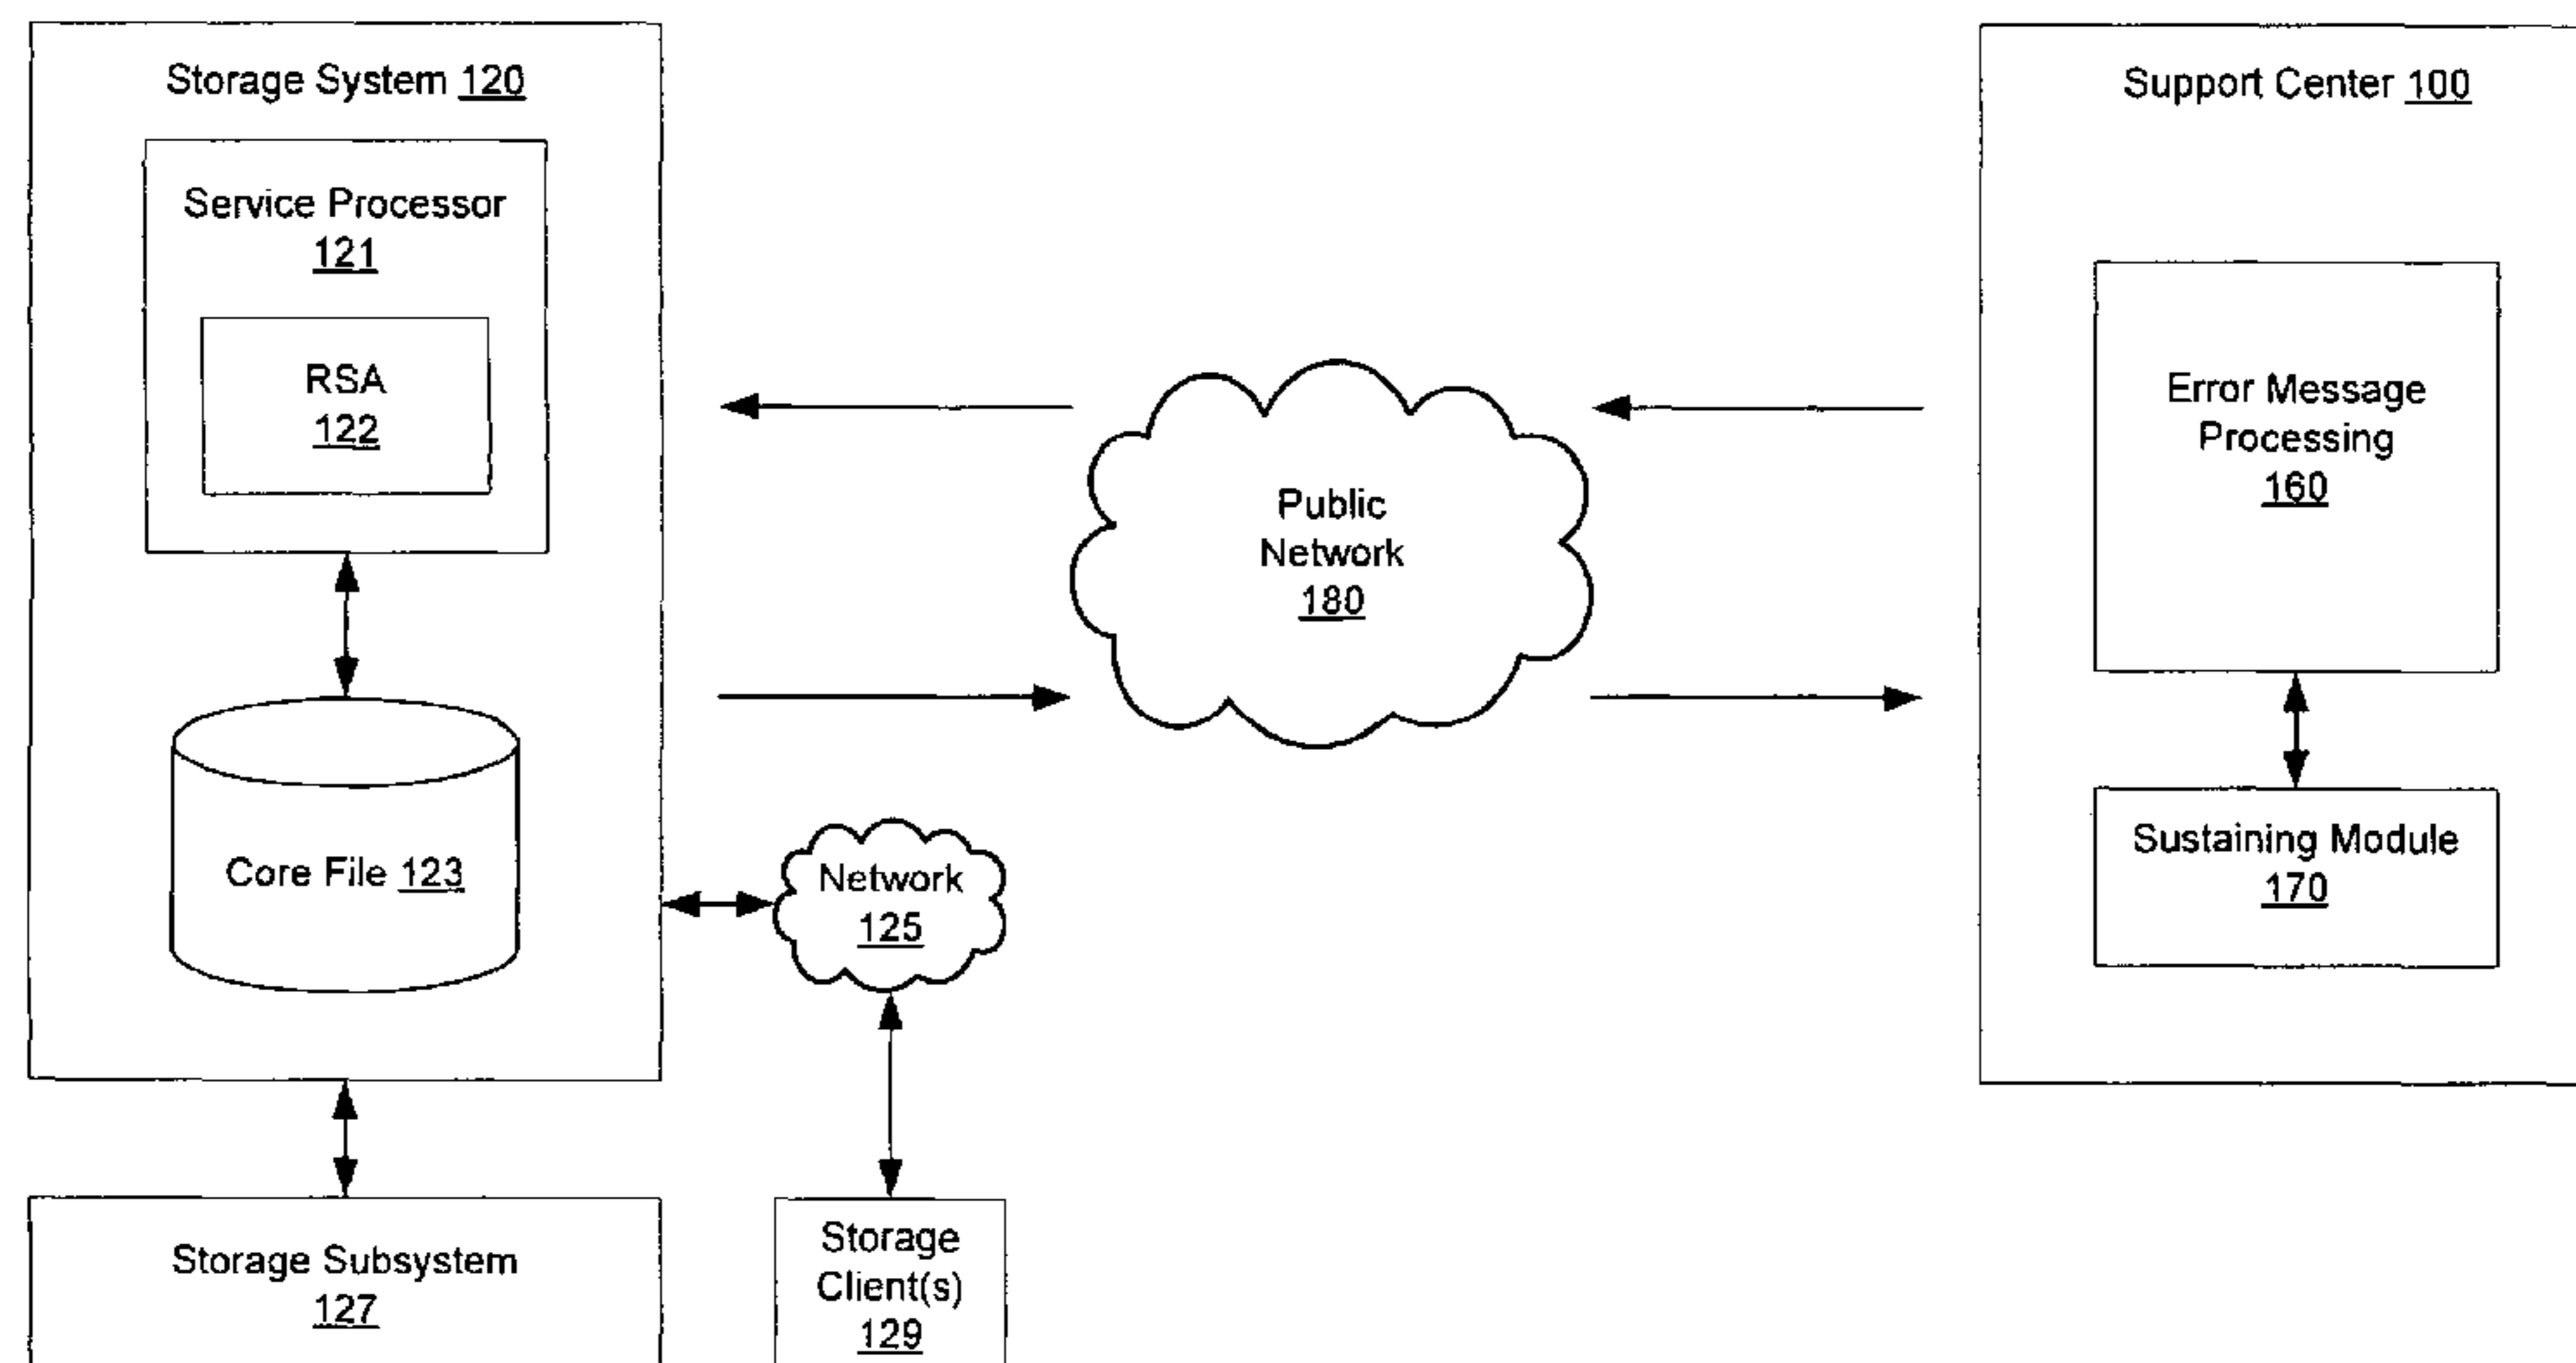 Storage System 120
Service Processor
121
RSA
122
Core File 123
Storage Subsystem
127
Network
125
Storage
Client(s)
129
Public
Network
180
Support Center 100
Error Message
Processing
160
Sustaining Module
170